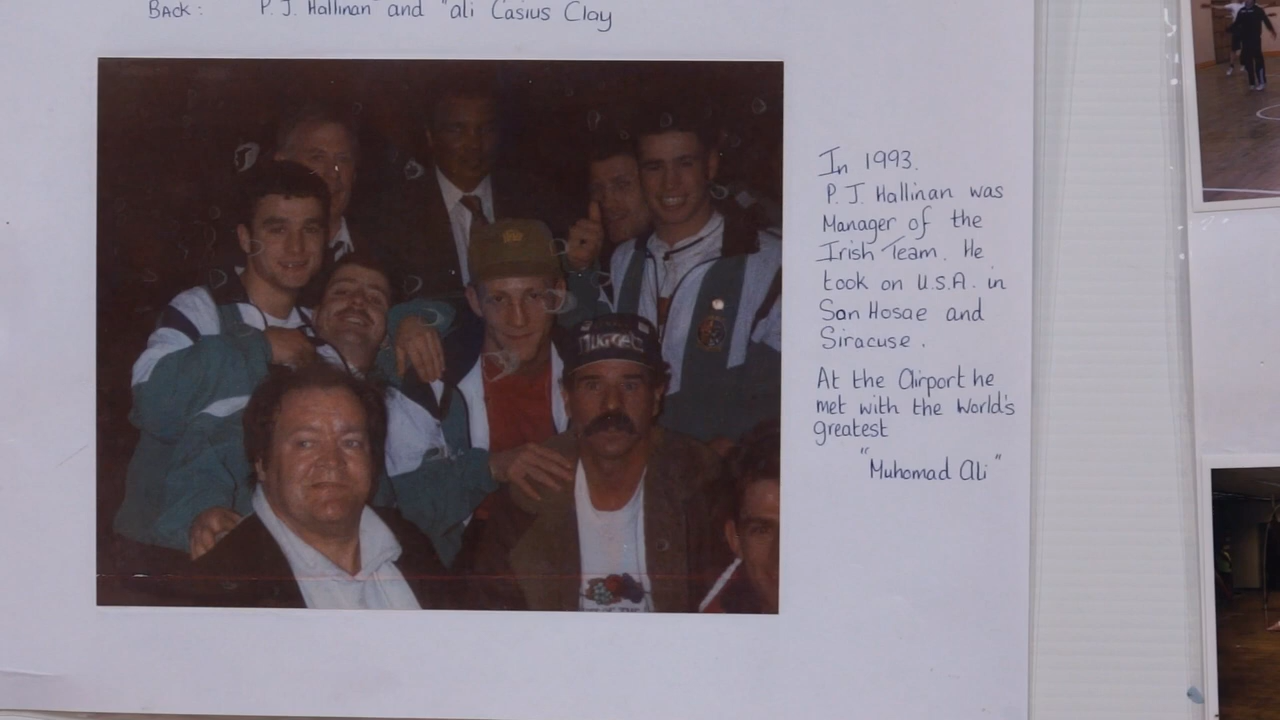 Back: P. J. Hallinan and "ali Casius Clay
In 1993.
P. J. Hallinan was
Manager of the
Irish Team. He
took on U.S.A. in
San Hosae and
Siracuse.
At the Airport he
met with the World's
greatest
"Muhomad Ali"